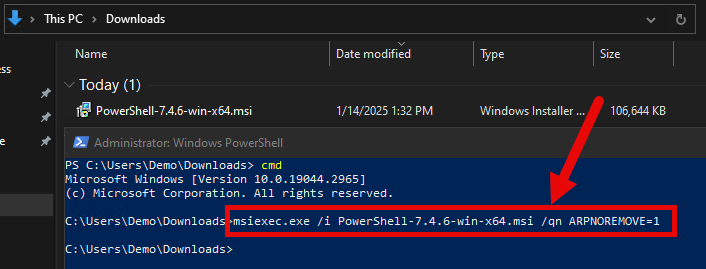 This PC > Downloads
Name Date modified Type Size
ess
Today (1)
PowerShell-7.4.6-win-x64.msi 1/14/2025 1:32 PM Windows Installer ... 106,644 KB
Administrator: Windows PowerShell
e
PS C:\Users\Demo\Downloads> cmd
Microsoft Windows [Version 10.0.19044.2965]
(c) Microsoft Corporation. All rights reserved.
C:\Users\Demo\Downloads>msiexec.exe /i PowerShell-7.4.6-win-x64.msi /qn ARPNOREMOVE=1
C:\Users\Demo\Downloads>